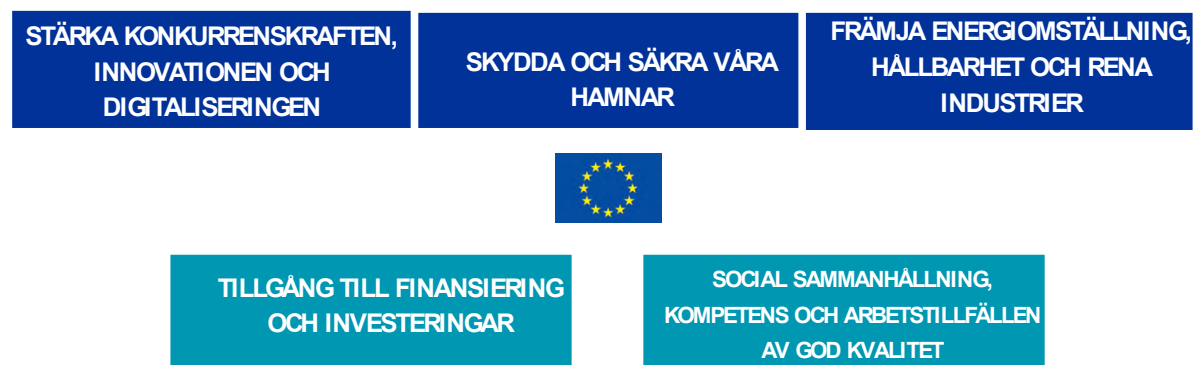 STÄRKA KONKURRENSKRAFTEN,
INNOVATIONEN OCH
DIGITALISERINGEN
SKYDDA OCH SÄKRA VÅRA
HAMNAR
FRÄMJA ENERGIOMSTÄLLNING,
HÅLLBARHET OCH RENA
INDUSTRIER
TILLGÅNG TILL FINANSIERING
OCH INVESTERINGAR
SOCIAL SAMMANHÅLLNING,
KOMPETENS OCH ARBETSTILLFÄLLEN
AV GOD KVALITET